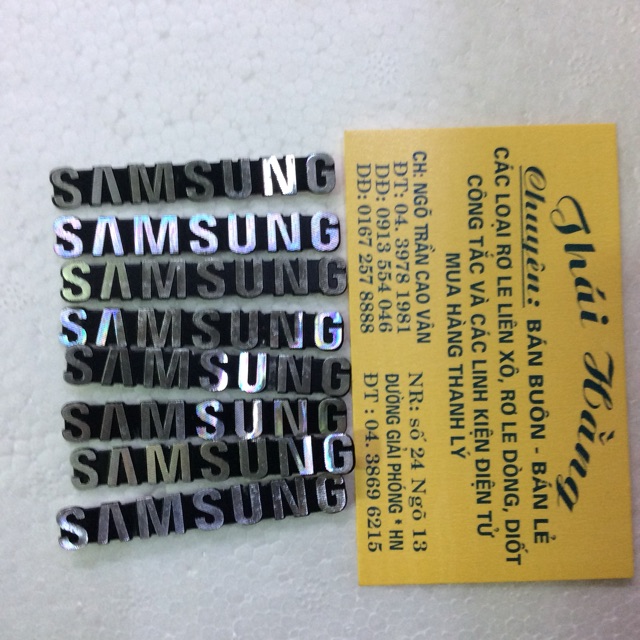 SAMSUNG
SAMSUNG
SAMSUNG
SAMSUNG
SAMSUNG
SAMSUNG
SAMSUNG
SAMSUNG
Thái Hằng
Chuyên: BÁN BUÔN - BÁN LẺ
CÁC LOẠI RƠ LE LIÊN XÔ, RƠ LE DÒNG, DIỐT
CÔNG TẮC VÀ CÁC LINH KIỆN ĐIỆN TỬ
MUA HÀNG THANH LÝ
CH: NGÕ TRẦN CAO VÂN
ĐT: 04. 3978 1981
DĐ: 0913 554 046
DĐ: 0167 257 8888
NR: số 24 Ngõ 13
ĐƯỜNG GIẢI PHÓNG * HN
ĐT : 04. 3869 6215